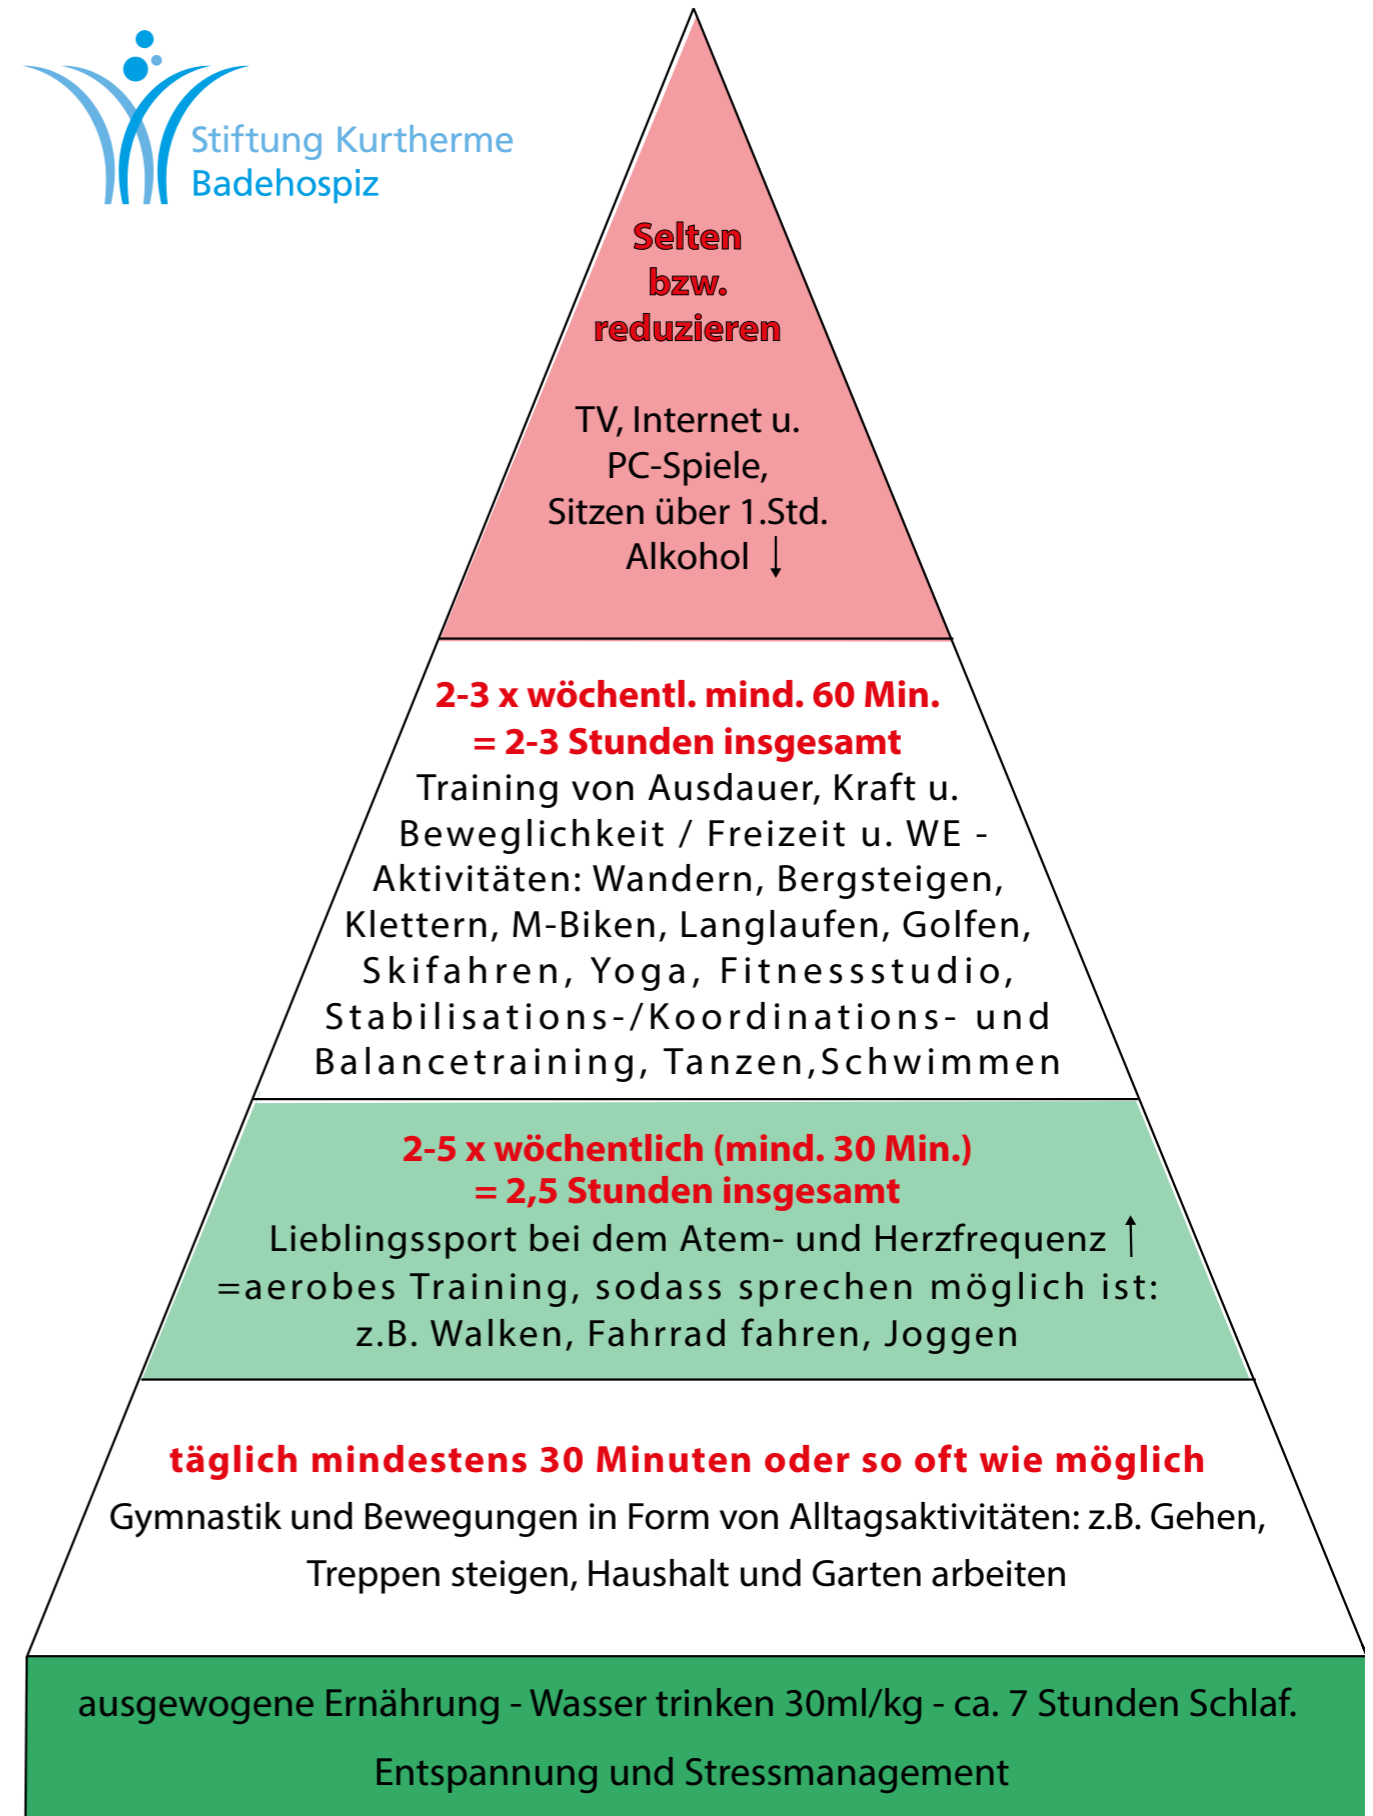 Stiftung Kurtherme
Badehospiz
Selten
bzw.
reduzieren
TV, Internet u.
PC-Spiele,
Sitzen über 1.Std.
Alkohol ↓
2-3 x wöchentl. mind. 60 Min.
= 2-3 Stunden insgesamt
Training von Ausdauer, Kraft u.
Beweglichkeit / Freizeit u. WE -
Aktivitäten: Wandern, Bergsteigen,
Klettern, M-Biken, Langlaufen, Golfen,
Skifahren, Yoga, Fitnessstudio,
Stabilisations-/Koordinations- und
Balancetraining, Tanzen,Schwimmen
2-5 x wöchentlich (mind. 30 Min.)
= 2,5 Stunden insgesamt
Lieblingssport bei dem Atem- und Herzfrequenz ↑
=aerobes Training, sodass sprechen möglich ist:
z.B. Walken, Fahrrad fahren, Joggen
täglich mindestens 30 Minuten oder so oft wie möglich
Gymnastik und Bewegungen in Form von Alltagsaktivitäten: z.B. Gehen,
Treppen steigen, Haushalt und Garten arbeiten
ausgewogene Ernährung - Wasser trinken 30ml/kg - ca. 7 Stunden Schlaf.
Entspannung und Stressmanagement